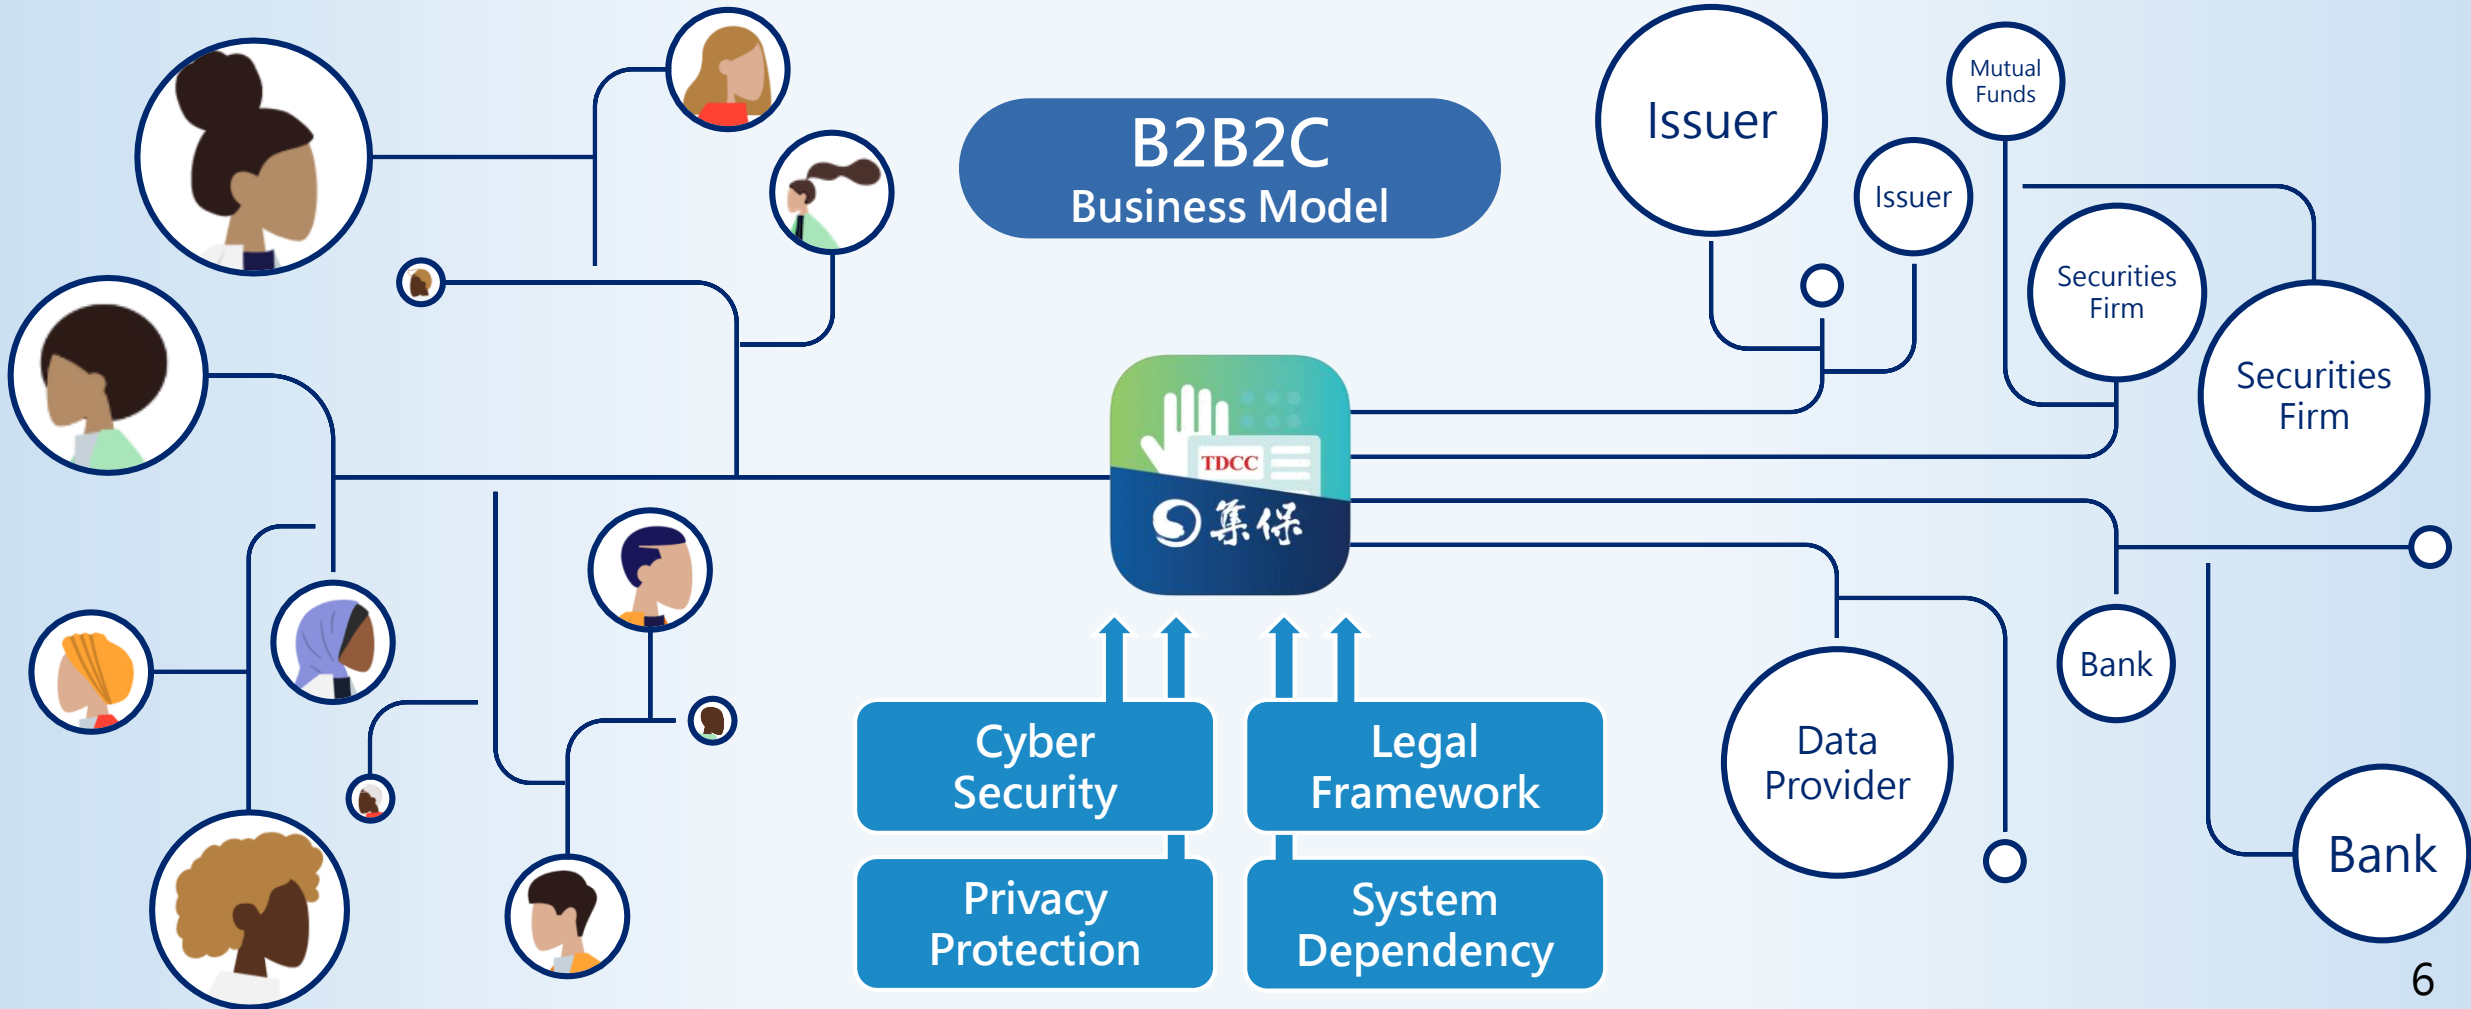 B2B2C
Business Model
Issuer
Mutual
Funds
Issuer
Securities
Firm
Securities
Firm
TDCC
集保
Bank
Data
Provider
Bank
Cyber
Security
Legal
Framework
Privacy
Protection
System
Dependency
6